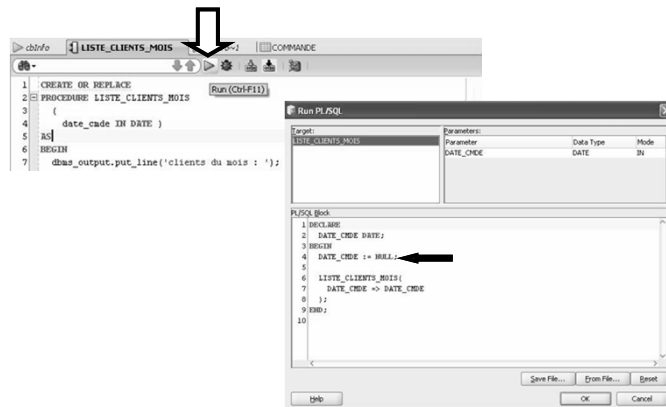 cbInfo LISTE_CLIENTS_MOIS ~1 COMMANDE
Run (Ctrl-F11)
1 CREATE OR REPLACE
2 PROCEDURE LISTE_CLIENTS_MOIS
3 (
4 date_cmde IN DATE )
5 AS
6 BEGIN
7 dbms_output.put_line('clients du mois : ');
Run PL/SQL
Target:
LISTE_CLIENTS_MOIS
Parameters:
Parameter Data Type Mode
DATE_CMDE DATE IN
PL/SQL Block
1 DECLARE
2 DATE_CMDE DATE;
3 BEGIN
4 DATE_CMDE := NULL;
5
6 LISTE_CLIENTS_MOIS(
7 DATE_CMDE => DATE_CMDE
8 );
9 END;
10
Save File... From File... Reset
Help OK Cancel